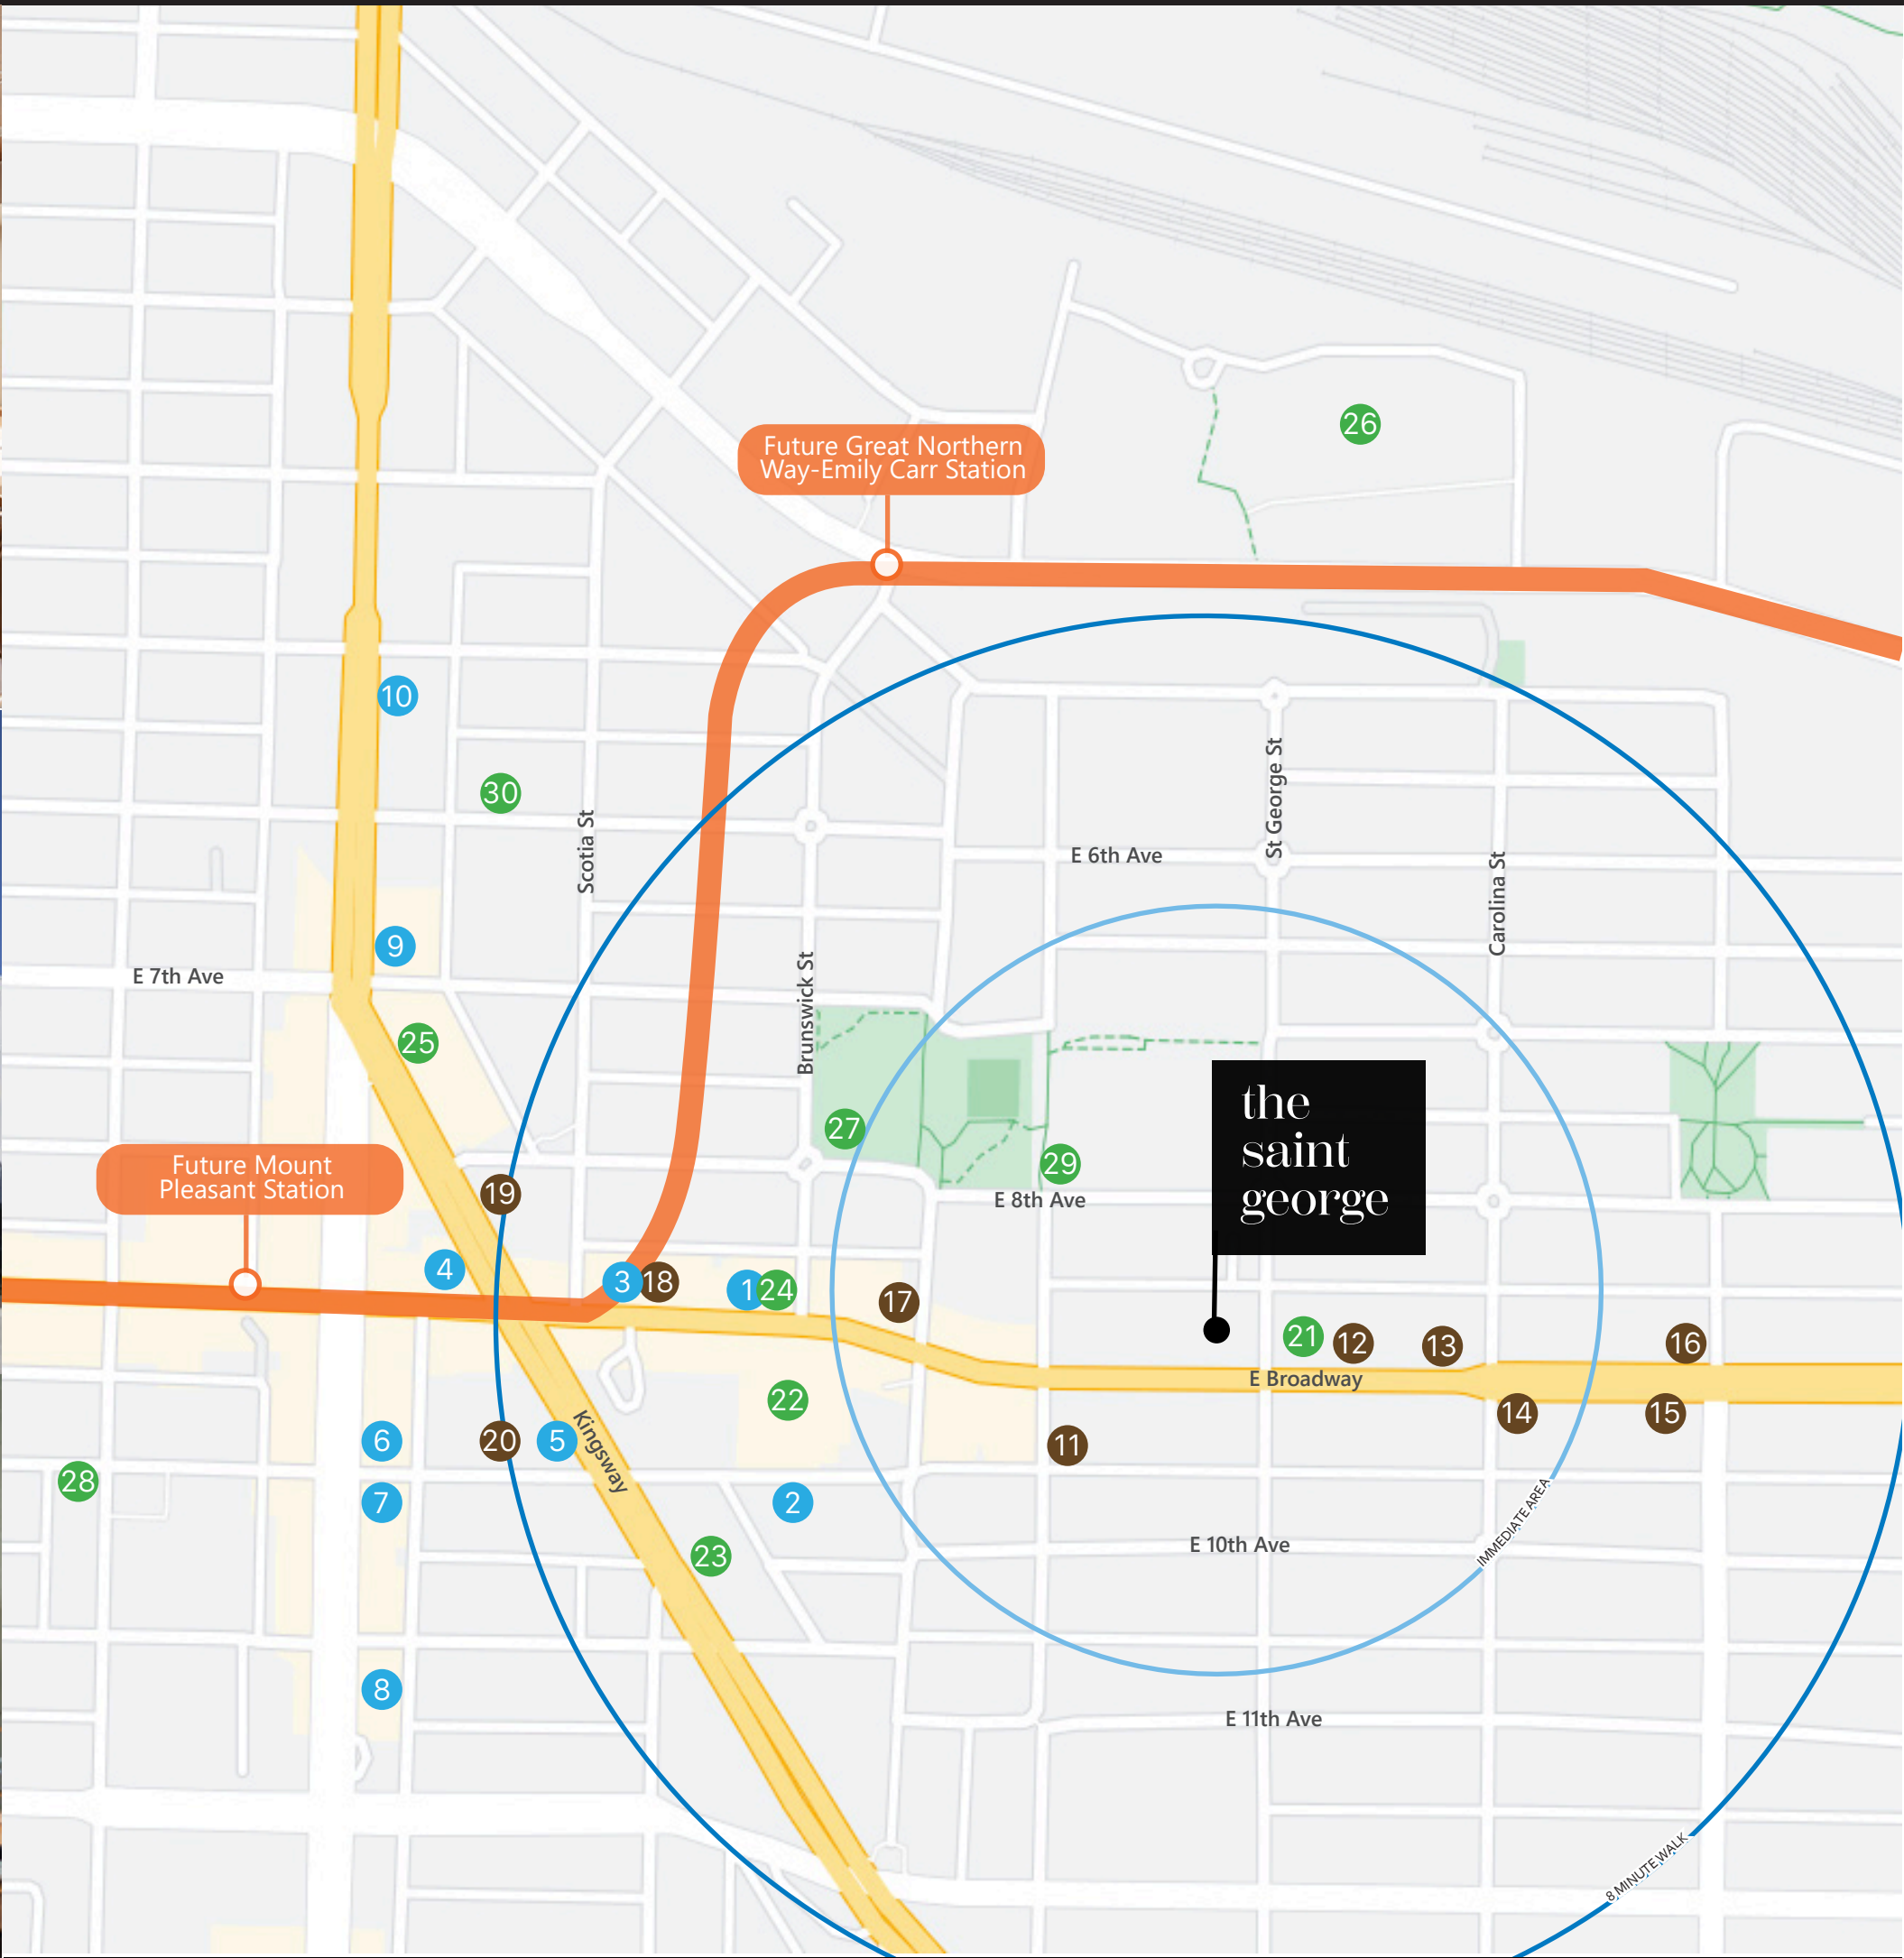 Future Great Northern
Way-Emily Carr Station
26
10
30
Scotia St
St George St
E 6th Ave
Carolina St
9
E 7th Ave
Brunswick St
25
the
saint
george
27
29
E 8th Ave
Future Mount
Pleasant Station
19
4
3
18
1
24
17
21
12
13
16
E Broadway
22
14
15
6
20
5
Kingsway
11
28
7
2
IMMEDIATE AREA
23
E 10th Ave
8
E 11th Ave
8 MINUTE WALK